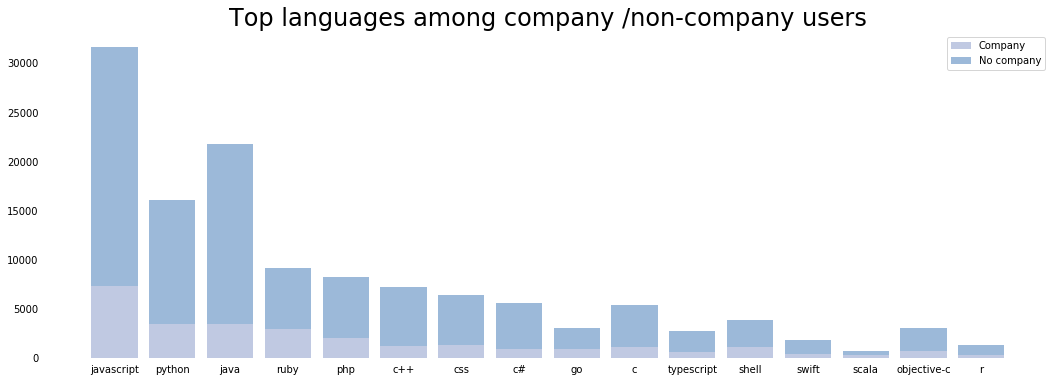 Top languages among company /non-company users
Company
No company
30000
25000
20000
15000
10000
5000
0
javascript python java ruby php c++ css c# go c typescript shell swift scala objective-c r